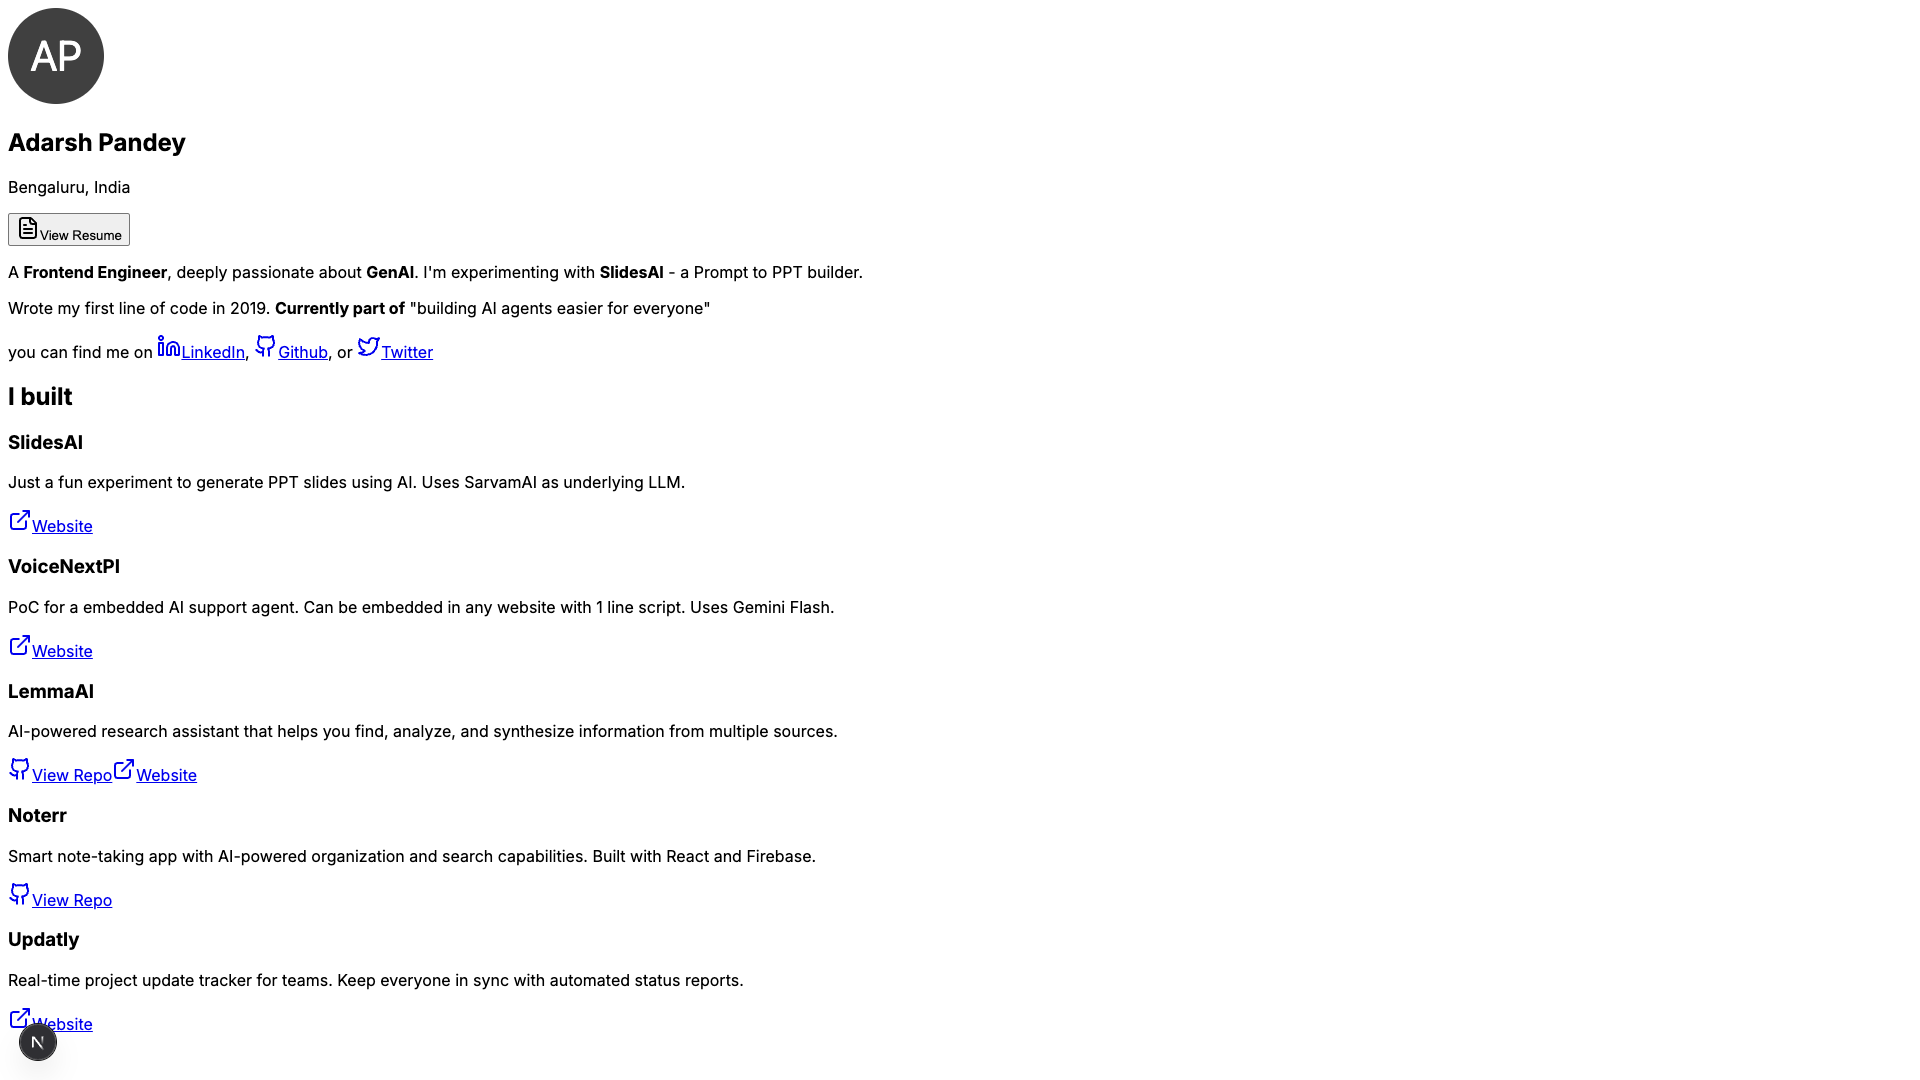 AP
Adarsh Pandey
Bengaluru, India
View Resume
A Frontend Engineer, deeply passionate about GenAI. I'm experimenting with SlidesAI - a Prompt to PPT builder.
Wrote my first line of code in 2019. Currently part of "building AI agents easier for everyone"
you can find me on LinkedIn, Github, or Twitter
I built
SlidesAI
Just a fun experiment to generate PPT slides using AI. Uses SarvamAI as underlying LLM.
Website
VoiceNextPI
PoC for a embedded AI support agent. Can be embedded in any website with 1 line script. Uses Gemini Flash.
Website
LemmaAI
AI-powered research assistant that helps you find, analyze, and synthesize information from multiple sources.
View Repo Website
Noterr
Smart note-taking app with AI-powered organization and search capabilities. Built with React and Firebase.
View Repo
Updatly
Real-time project update tracker for teams. Keep everyone in sync with automated status reports.
Website
N